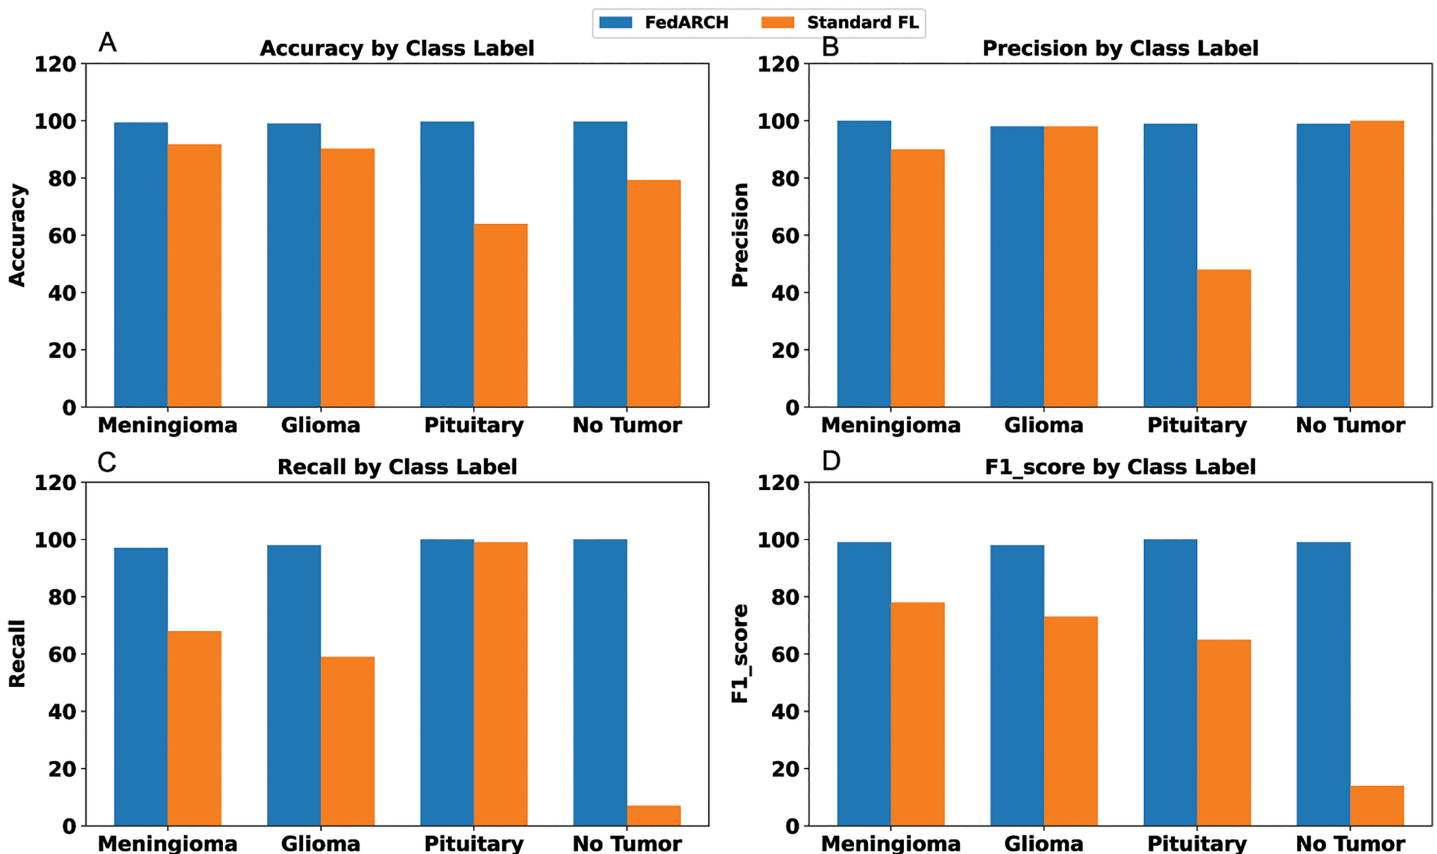 FedARCH Standard FL
A
Accuracy by Class Label
120
100
80
60
40
20
0
Accuracy
Meningioma Glioma Pituitary No Tumor
B
Precision by Class Label
120
100
80
60
40
20
0
Precision
Meningioma Glioma Pituitary No Tumor
C
Recall by Class Label
120
100
80
60
40
20
0
Recall
Meningioma Glioma Pituitary No Tumor
D
F1_score by Class Label
120
100
80
60
40
20
0
F1_score
Meningioma Glioma Pituitary No Tumor